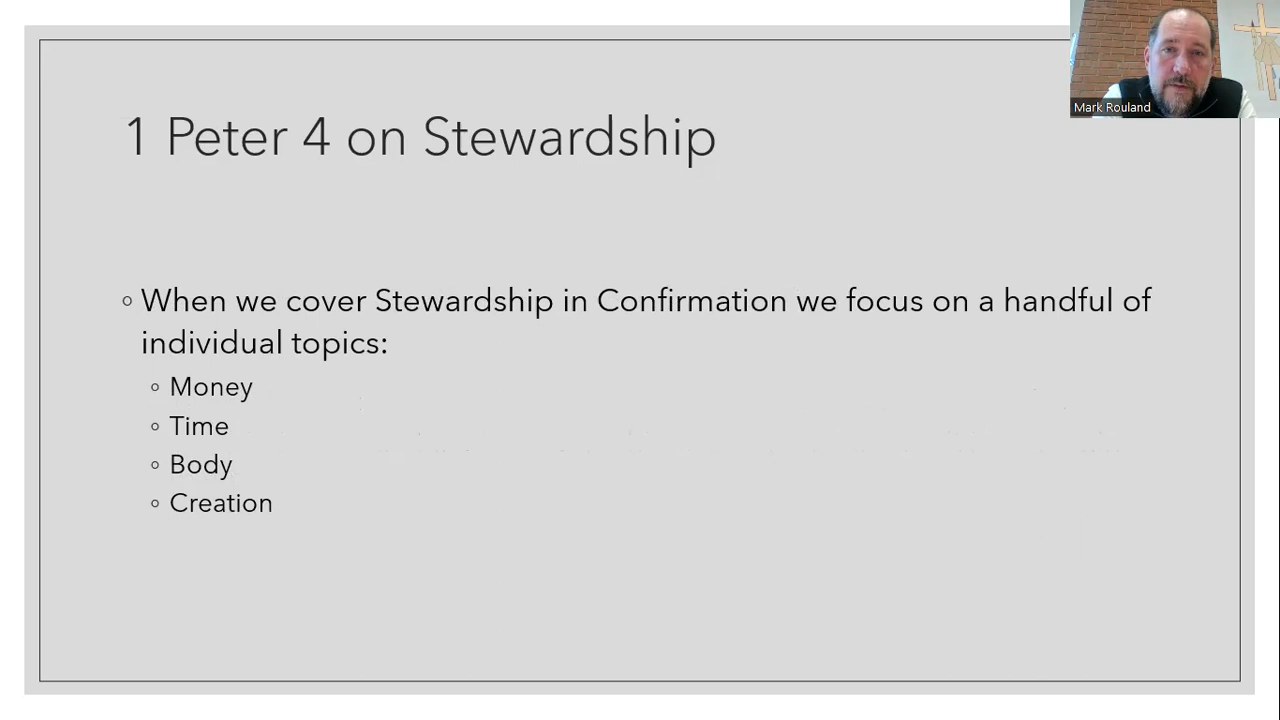 Mark Rouland
1 Peter 4 on Stewardship
◦ When we cover Stewardship in Confirmation we focus on a handful of
individual topics:
◦ Money
◦ Time
◦ Body
◦ Creation